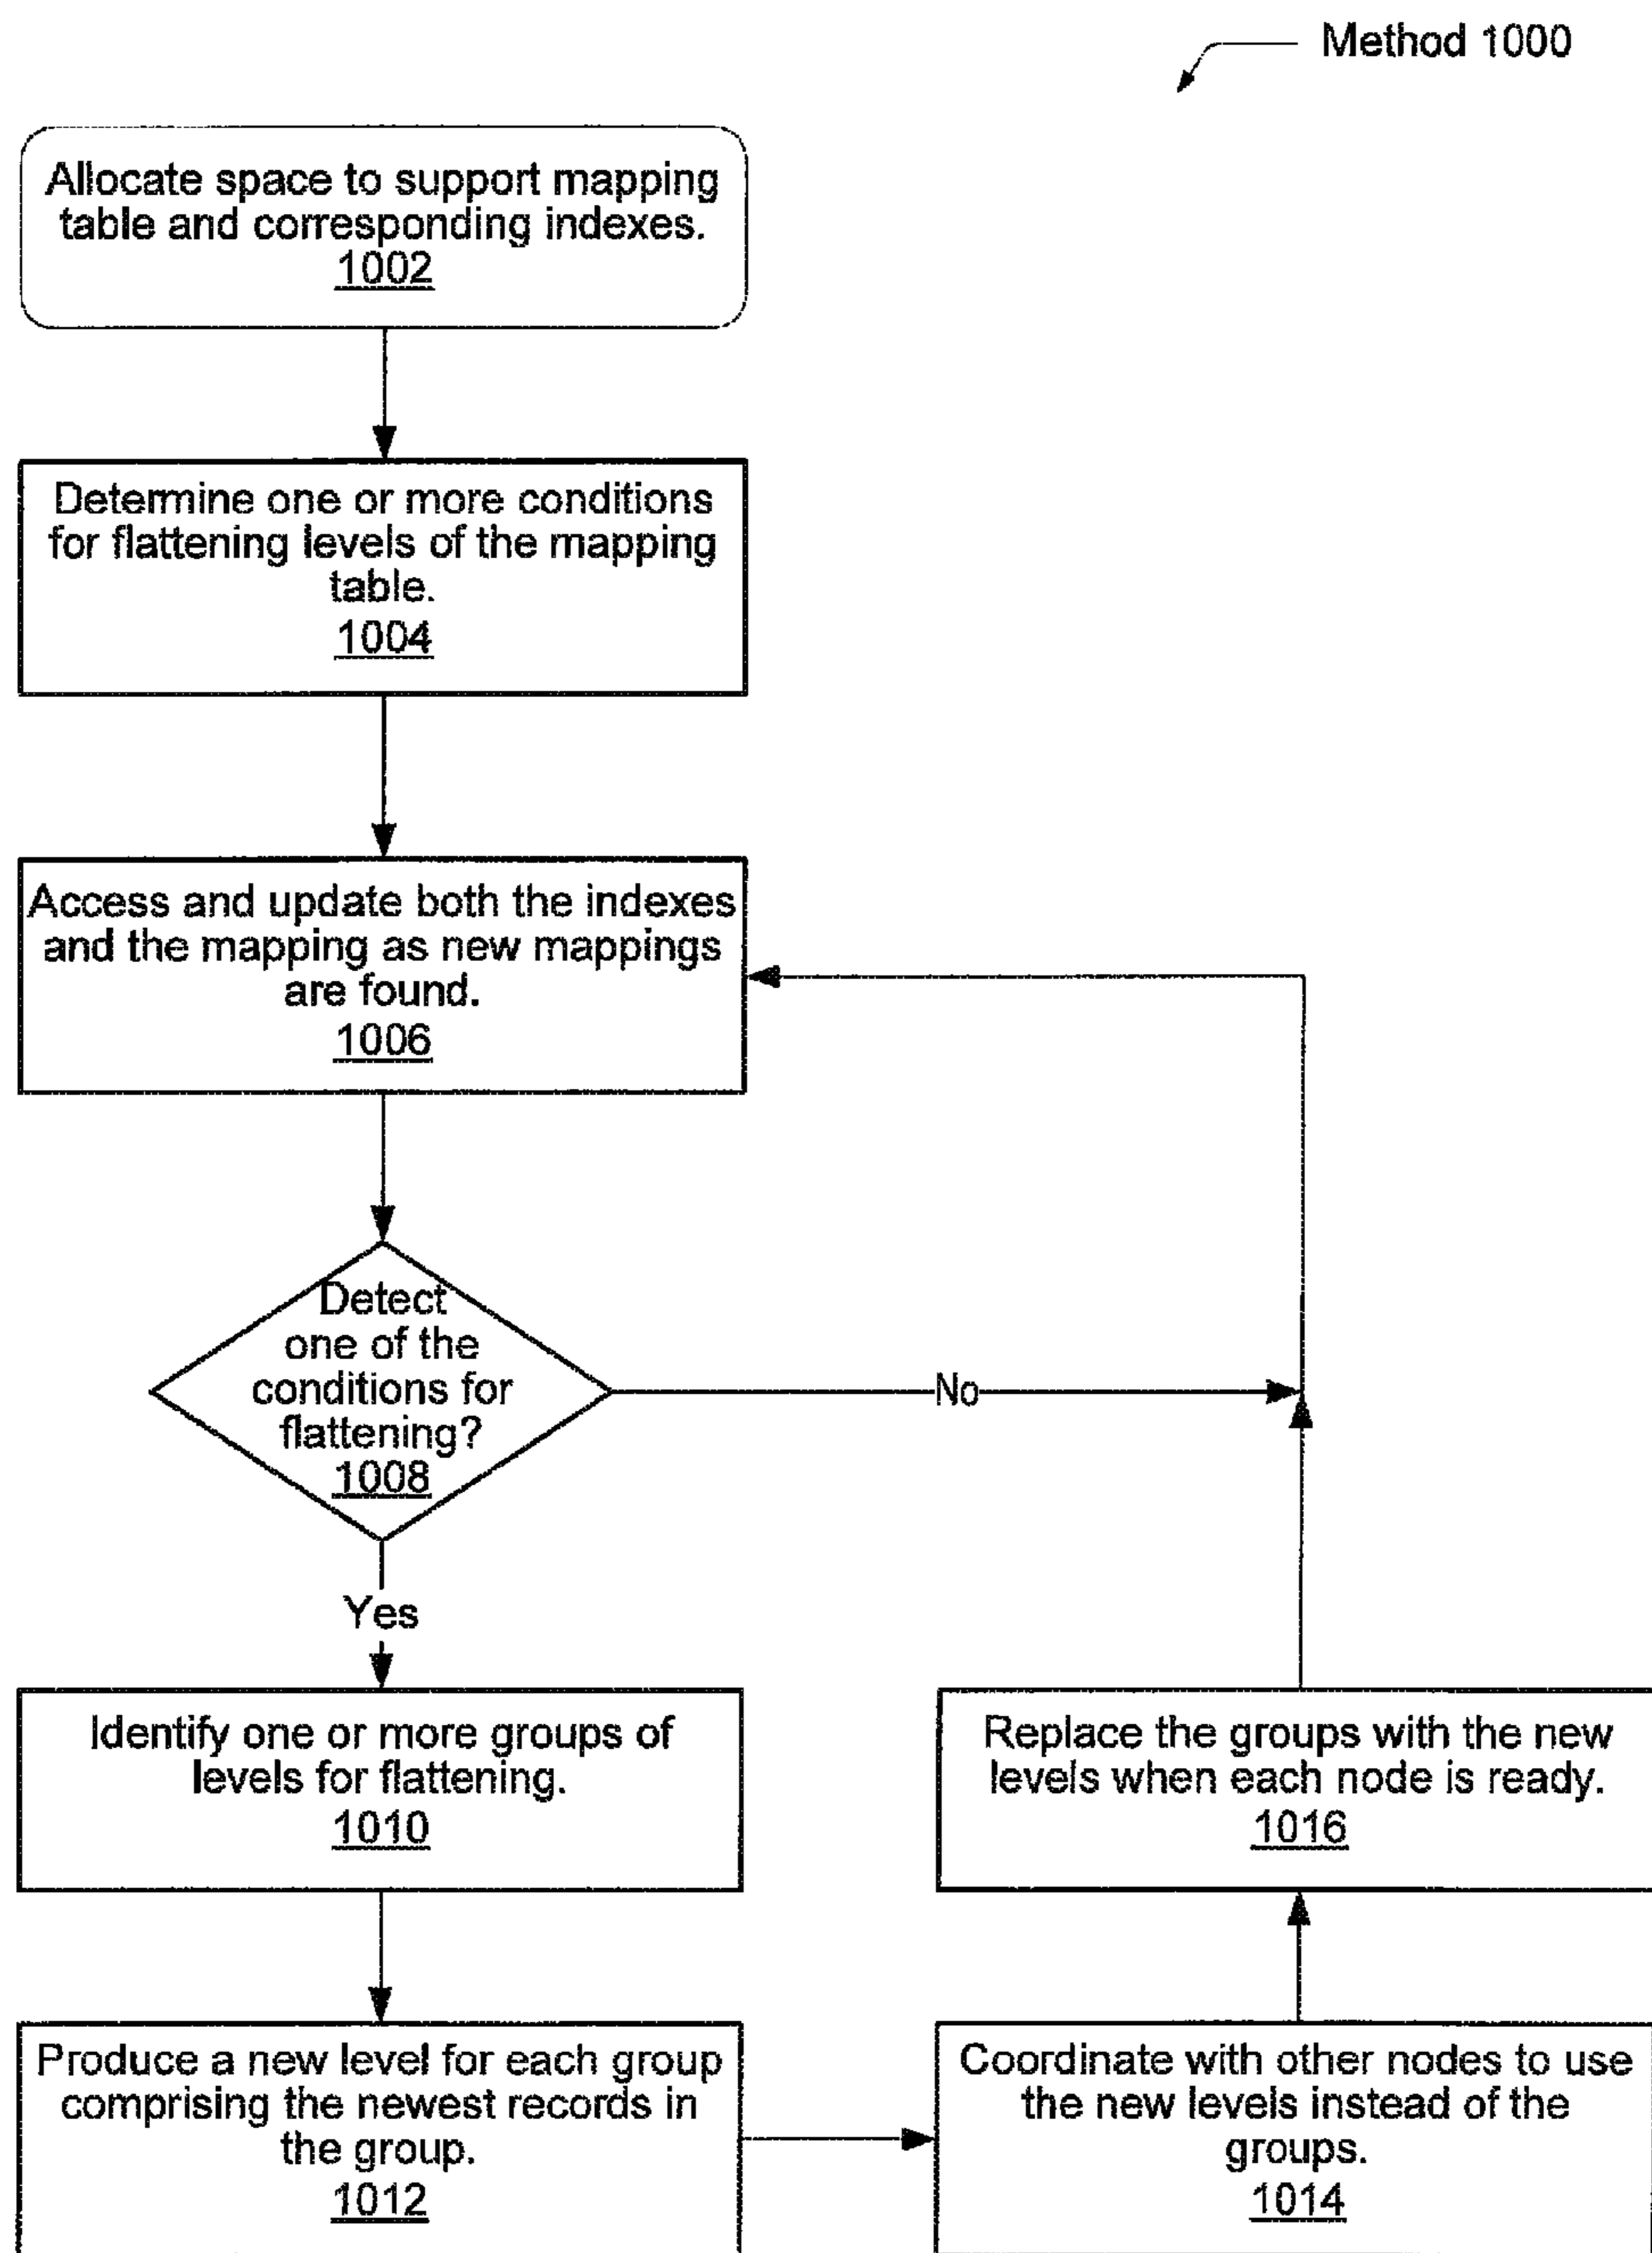 Method 1000
Allocate space to support mapping
table and corresponding indexes.
1002
Determine one or more conditions
for flattening levels of the mapping
table.
1004
Access and update both the indexes
and the mapping as new mappings
are found.
1006
Detect
one of the
conditions for
flattening?
1008
No
Yes
Identify one or more groups of
levels for flattening.
1010
Produce a new level for each group
comprising the newest records in
the group.
1012
Coordinate with other nodes to use
the new levels instead of the
groups.
1014
Replace the groups with the new
levels when each node is ready.
1016